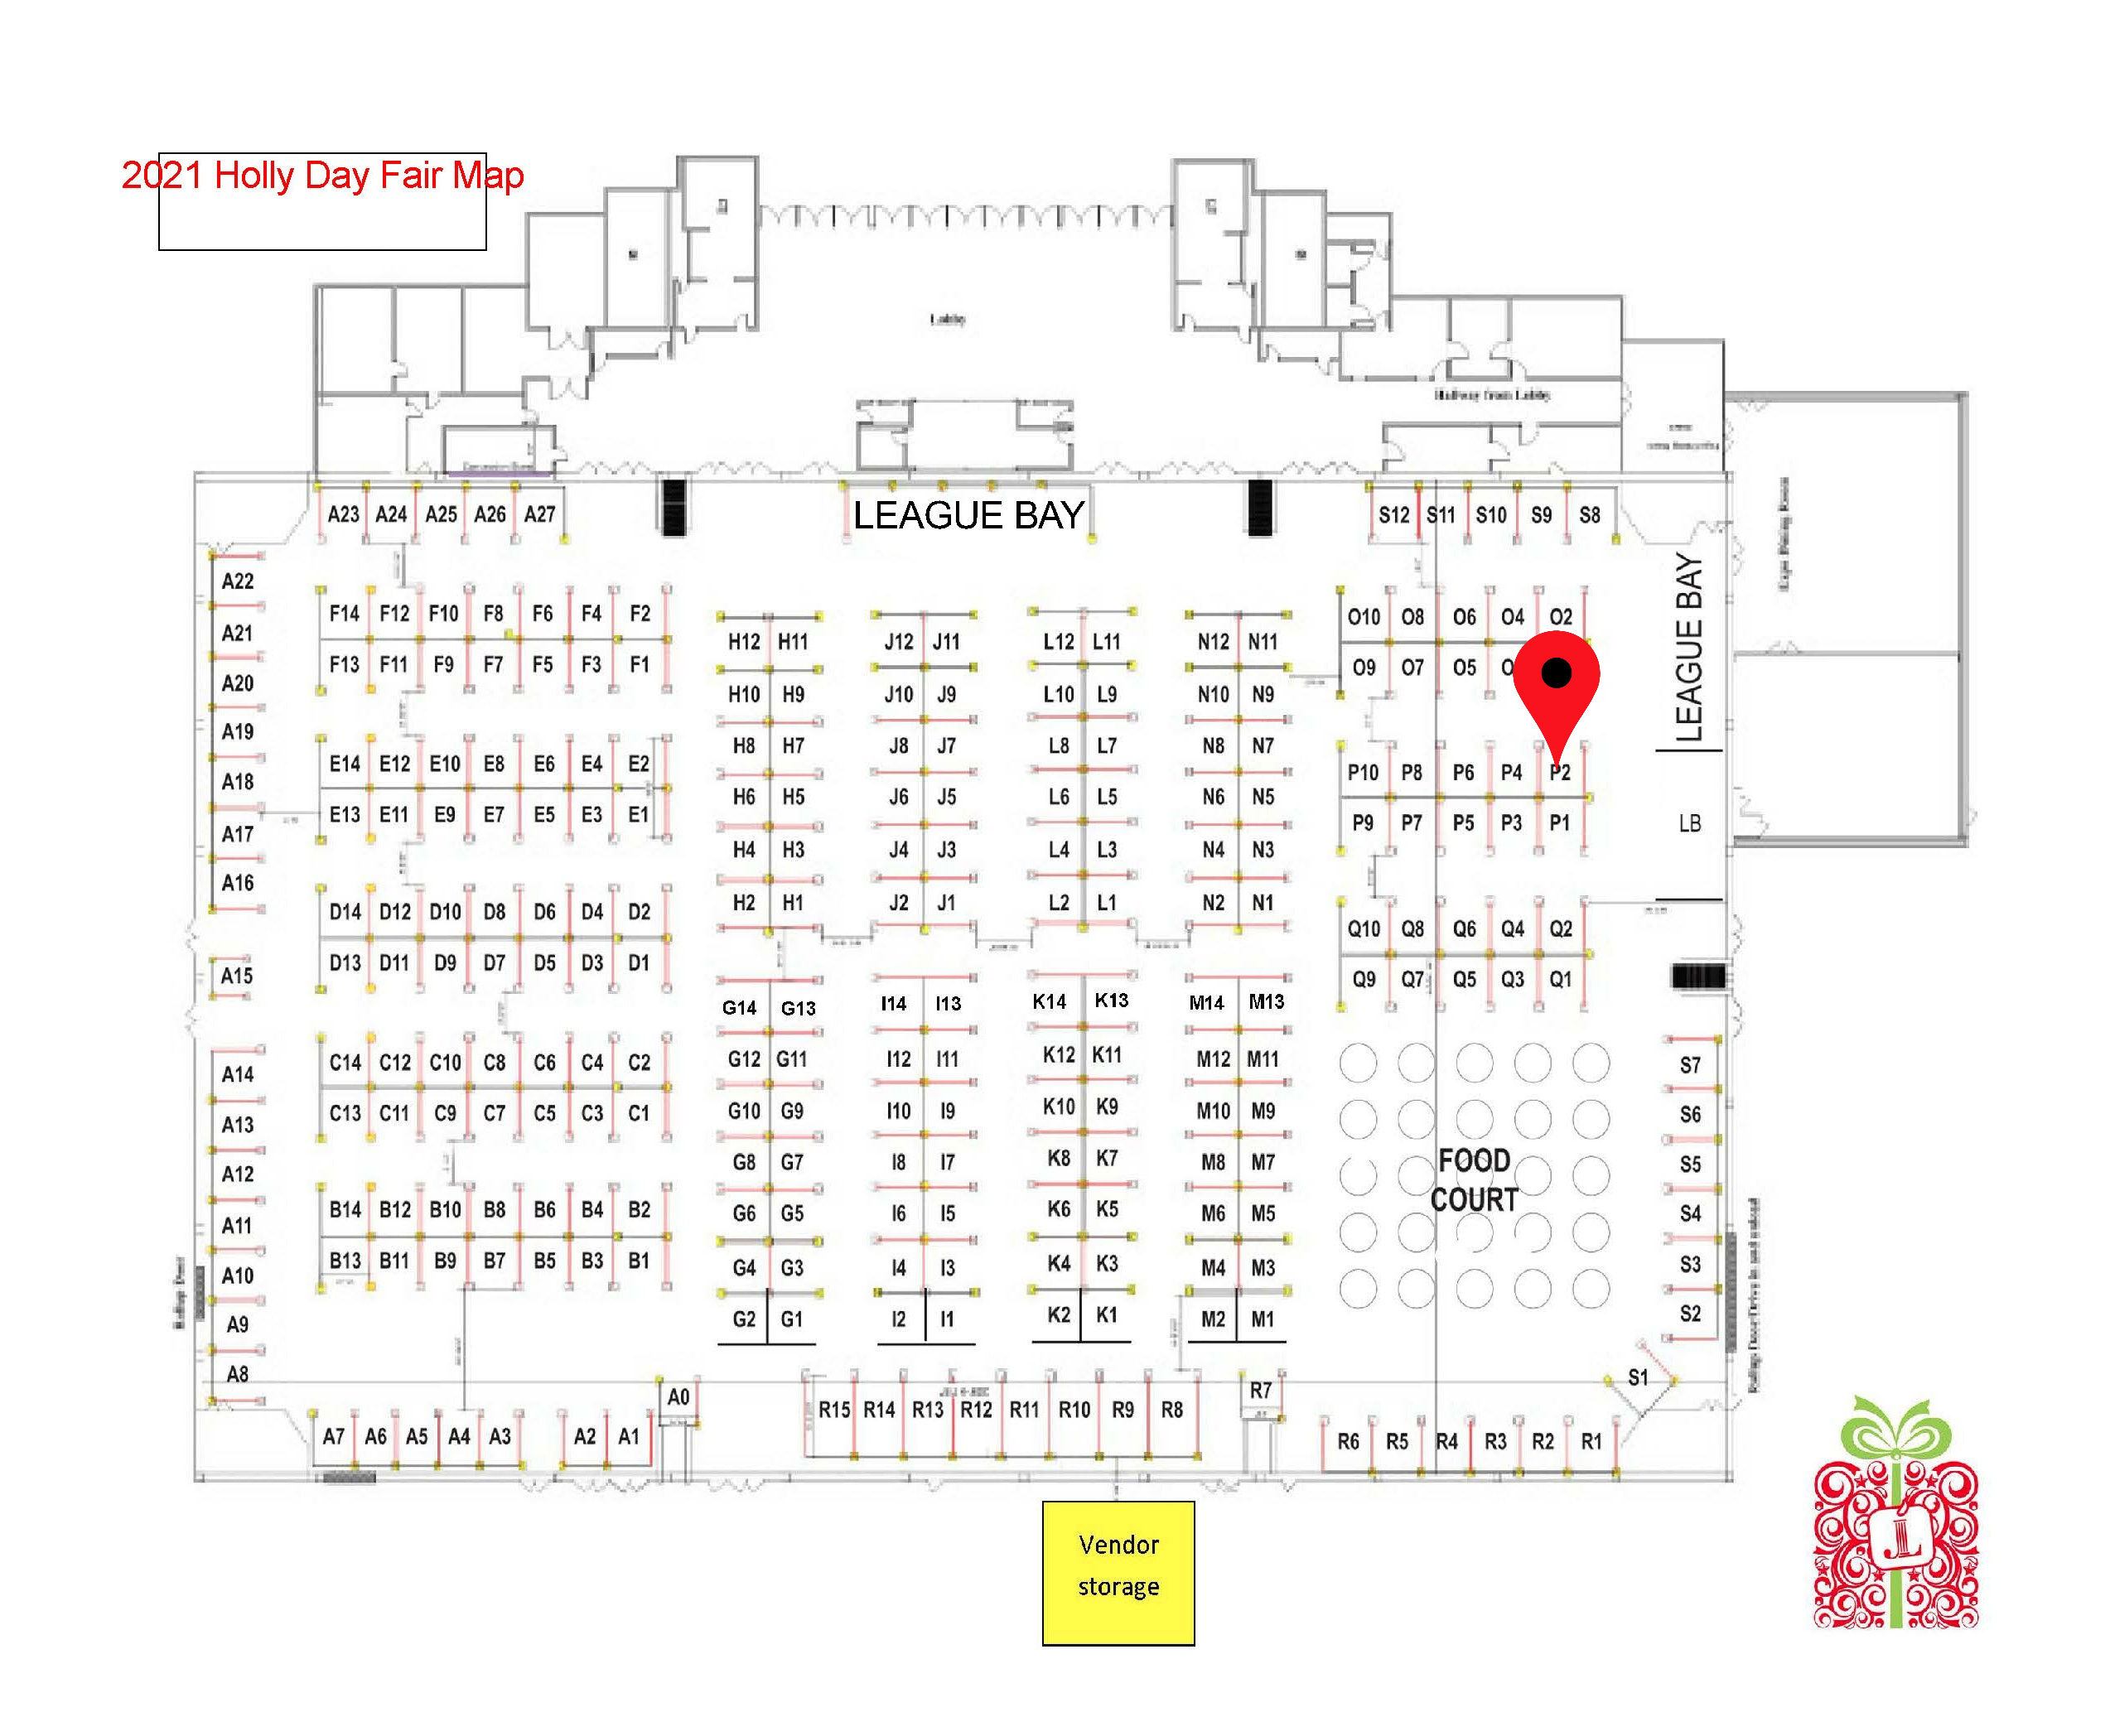 2021 Holly Day Fair Map
Lobby
Hallway from Lobby
LEAGUE BAY
A23 A24 A25 A26 A27
S12 S11 S10 S9 S8
A22
A21
A20
A19
A18
A17
A16
A15
A14
A13
A12
A11
A10
A9
A8
F14 F12 F10 F8 F6 F4 F2
F13 F11 F9 F7 F5 F3 F1
E14 E12 E10 E8 E6 E4 E2
E13 E11 E9 E7 E5 E3 E1
D14 D12 D10 D8 D6 D4 D2
D13 D11 D9 D7 D5 D3 D1
C14 C12 C10 C8 C6 C4 C2
C13 C11 C9 C7 C5 C3 C1
B14 B12 B10 B8 B6 B4 B2
B13 B11 B9 B7 B5 B3 B1
H12 H11 J12 J11 L12 L11 N12 N11
H10 H9 J10 J9 L10 L9 N10 N9
H8 H7 J8 J7 L8 L7 N8 N7
H6 H5 J6 J5 L6 L5 N6 N5
H4 H3 J4 J3 L4 L3 N4 N3
H2 H1 J2 J1 L2 L1 N2 N1
G14 G13 I14 I13 K14 K13 M14 M13
G12 G11 I12 I11 K12 K11 M12 M11
G10 G9 I10 I9 K10 K9 M10 M9
G8 G7 I8 I7 K8 K7 M8 M7
G6 G5 I6 I5 K6 K5 M6 M5
G4 G3 I4 I3 K4 K3 M4 M3
G2 G1 I2 I1 K2 K1 M2 M1
O10 O8 O6 O4 O2
O9 O7 O5
P10 P8 P6 P4 P2
P9 P7 P5 P3 P1
Q10 Q8 Q6 Q4 Q2
Q9 Q7 Q5 Q3 Q1
LEAGUE BAY
LB
FOOD
COURT
S7
S6
S5
S4
S3
S2
S1
A7 A6 A5 A4 A3 A2 A1
A0
R15 R14 R13 R12 R11 R10 R9 R8
R7
R6 R5 R4 R3 R2 R1
Vendor
storage
JL